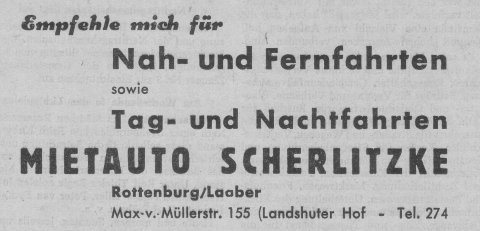 Empfehle mich für
Nah- und Fernfahrten
sowie
Tag- und Nachtfahrten
MIETAUTO SCHERLITZKE
Rottenburg/Laaber
Max-v.-Müllerstr. 155 (Landshuter Hof - Tel. 274